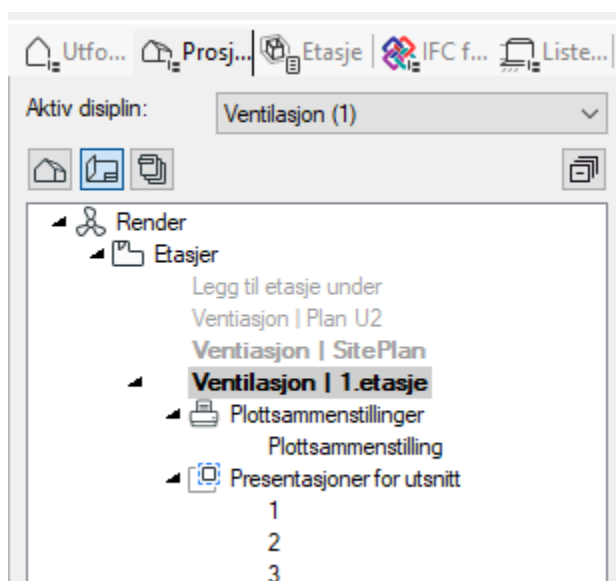 Utfo... Prosj... Etasje IFC f... Liste...
Aktiv disiplin: Ventilasjon (1)
Render
Etasjer
Legg til etasje under
Ventiasjon | Plan U2
Ventiasjon | SitePlan
Ventilasjon | 1.etasje
Plottsammenstillinger
Plottsammenstilling
Presentasjoner for utsnitt
1
2
3